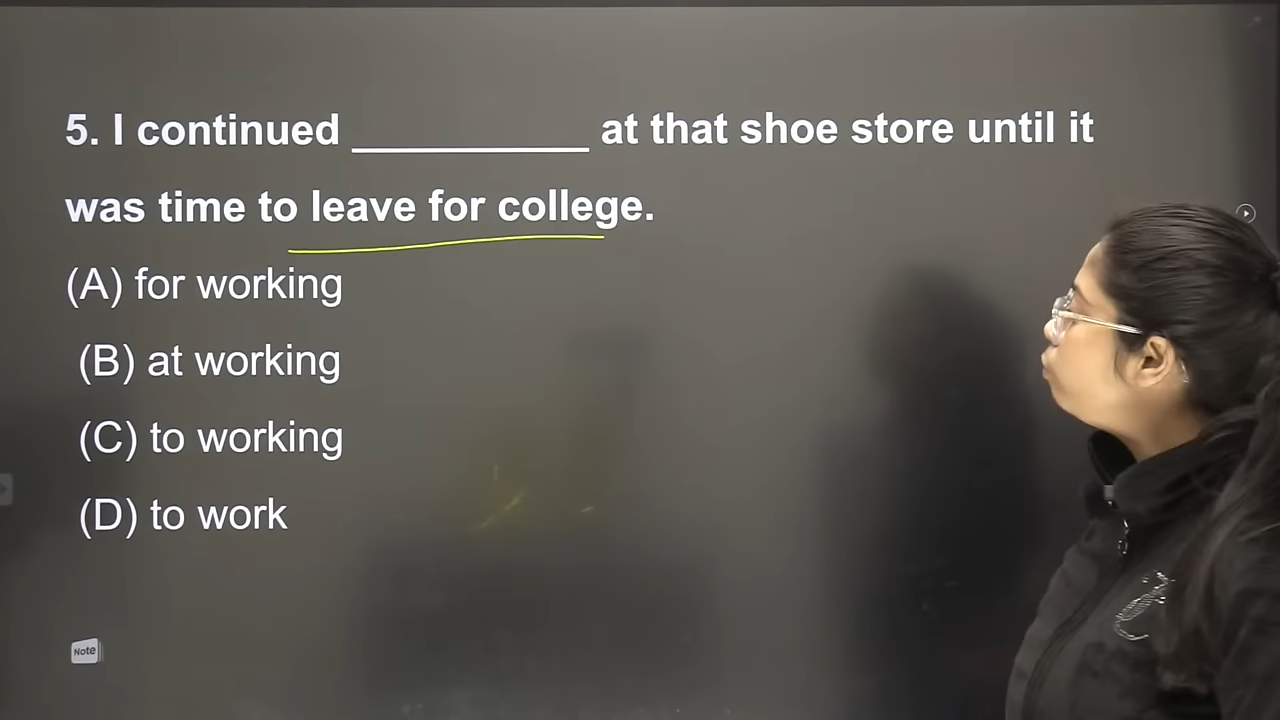 5. I continued __________ at that shoe store until it
was time to leave for college.
(A) for working
(B) at working
(C) to working
(D) to work
Note